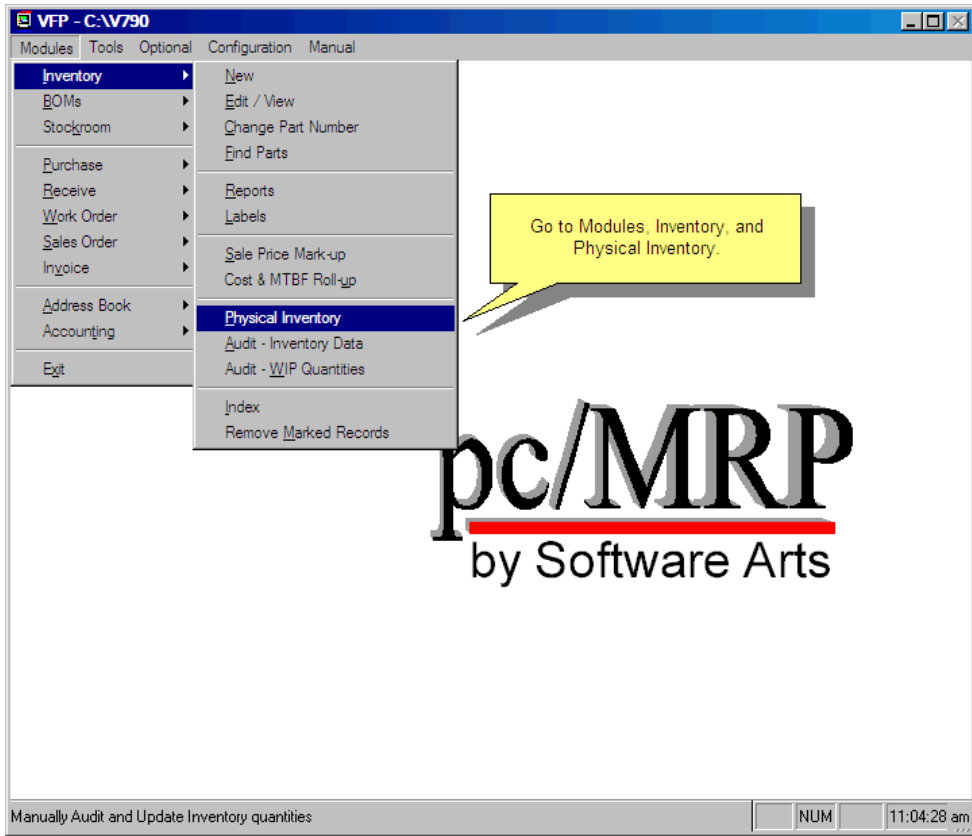 VFP - C:\V790
Modules Tools Optional Configuration Manual
Inventory
BOMs
Stockroom
Purchase
Receive
Work Order
Sales Order
Invoice
Address Book
Accounting
Exit
New
Edit / View
Change Part Number
Find Parts
Reports
Labels
Sale Price Mark-up
Cost & MTBF Roll-up
Physical Inventory
Audit - Inventory Data
Audit - WIP Quantities
Index
Remove Marked Records
Go to Modules, Inventory, and
Physical Inventory.
pc/MRP
by Software Arts
Manually Audit and Update Inventory quantities
NUM
11:04:28 am